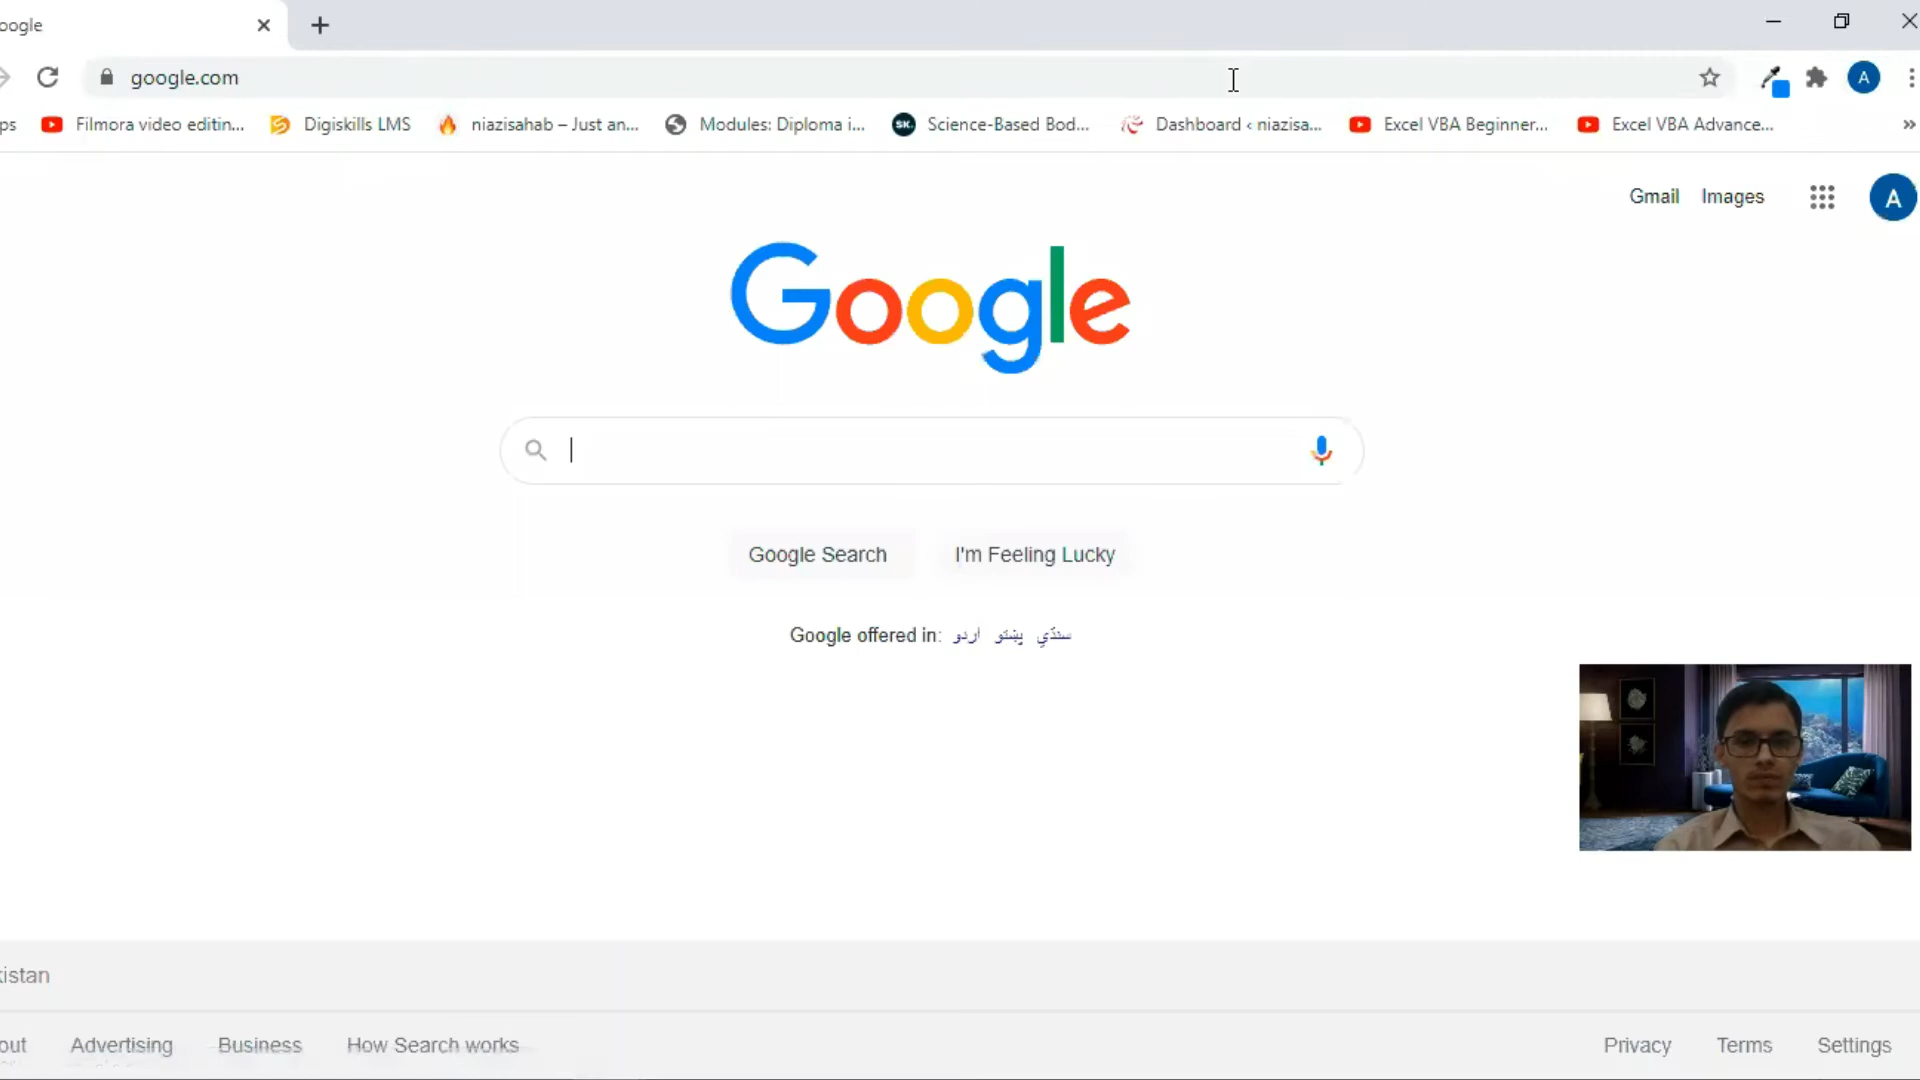 oogle
google.com
A
ps Filmora video editin... Digiskills LMS niazisahab – Just an... Modules: Diploma i... SK Science-Based Bod... Dashboard ‹ niazisa... Excel VBA Beginner... Excel VBA Advance... »
Gmail Images A
Google
Google Search I'm Feeling Lucky
Google offered in: اردو پښتو سنڌي
kistan
out Advertising Business How Search works Privacy Terms Settings